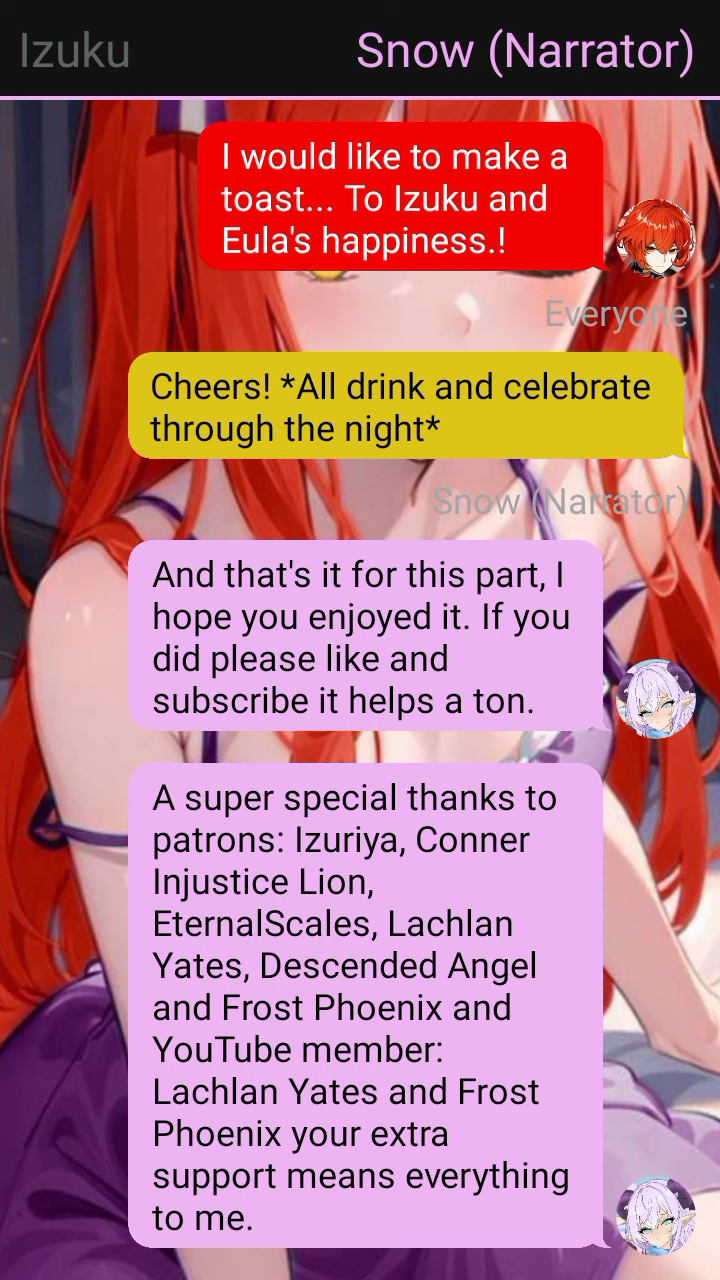 Izuku
Snow (Narrator)
I would like to make a
toast... To Izuku and
Eula's happiness.!
Everyone
Cheers! *All drink and celebrate
through the night*
Snow (Narrator)
And that's it for this part, I
hope you enjoyed it. If you
did please like and
subscribe it helps a ton.
A super special thanks to
patrons: Izuriya, Conner
Injustice Lion,
EternalScales, Lachlan
Yates, Descended Angel
and Frost Phoenix and
YouTube member:
Lachlan Yates and Frost
Phoenix your extra
support means everything
to me.